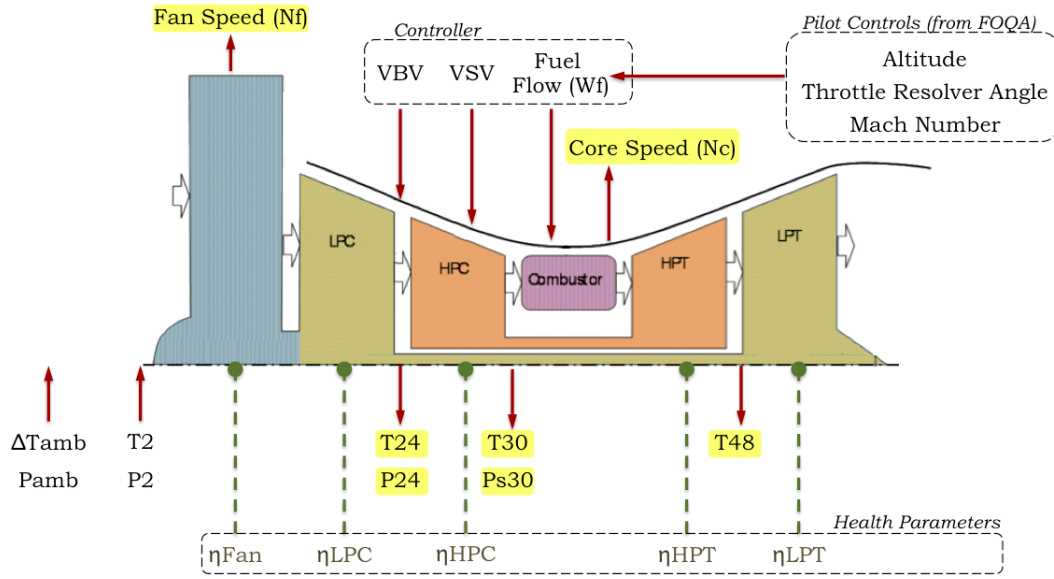 Fan Speed (Nf)
Controller
VBV
VSV
Fuel
Flow (Wf)
Pilot Controls (from FOQA)
Altitude
Throttle Resolver Angle
Mach Number
Core Speed (Nc)
LPC
HPC
Combustor
HPT
LPT
ΔTamb
T2
T24
T30
T48
Pamb
P2
P24
Ps30
Health Parameters
ηFan
ηLPC
ηHPC
ηHPT
ηLPT